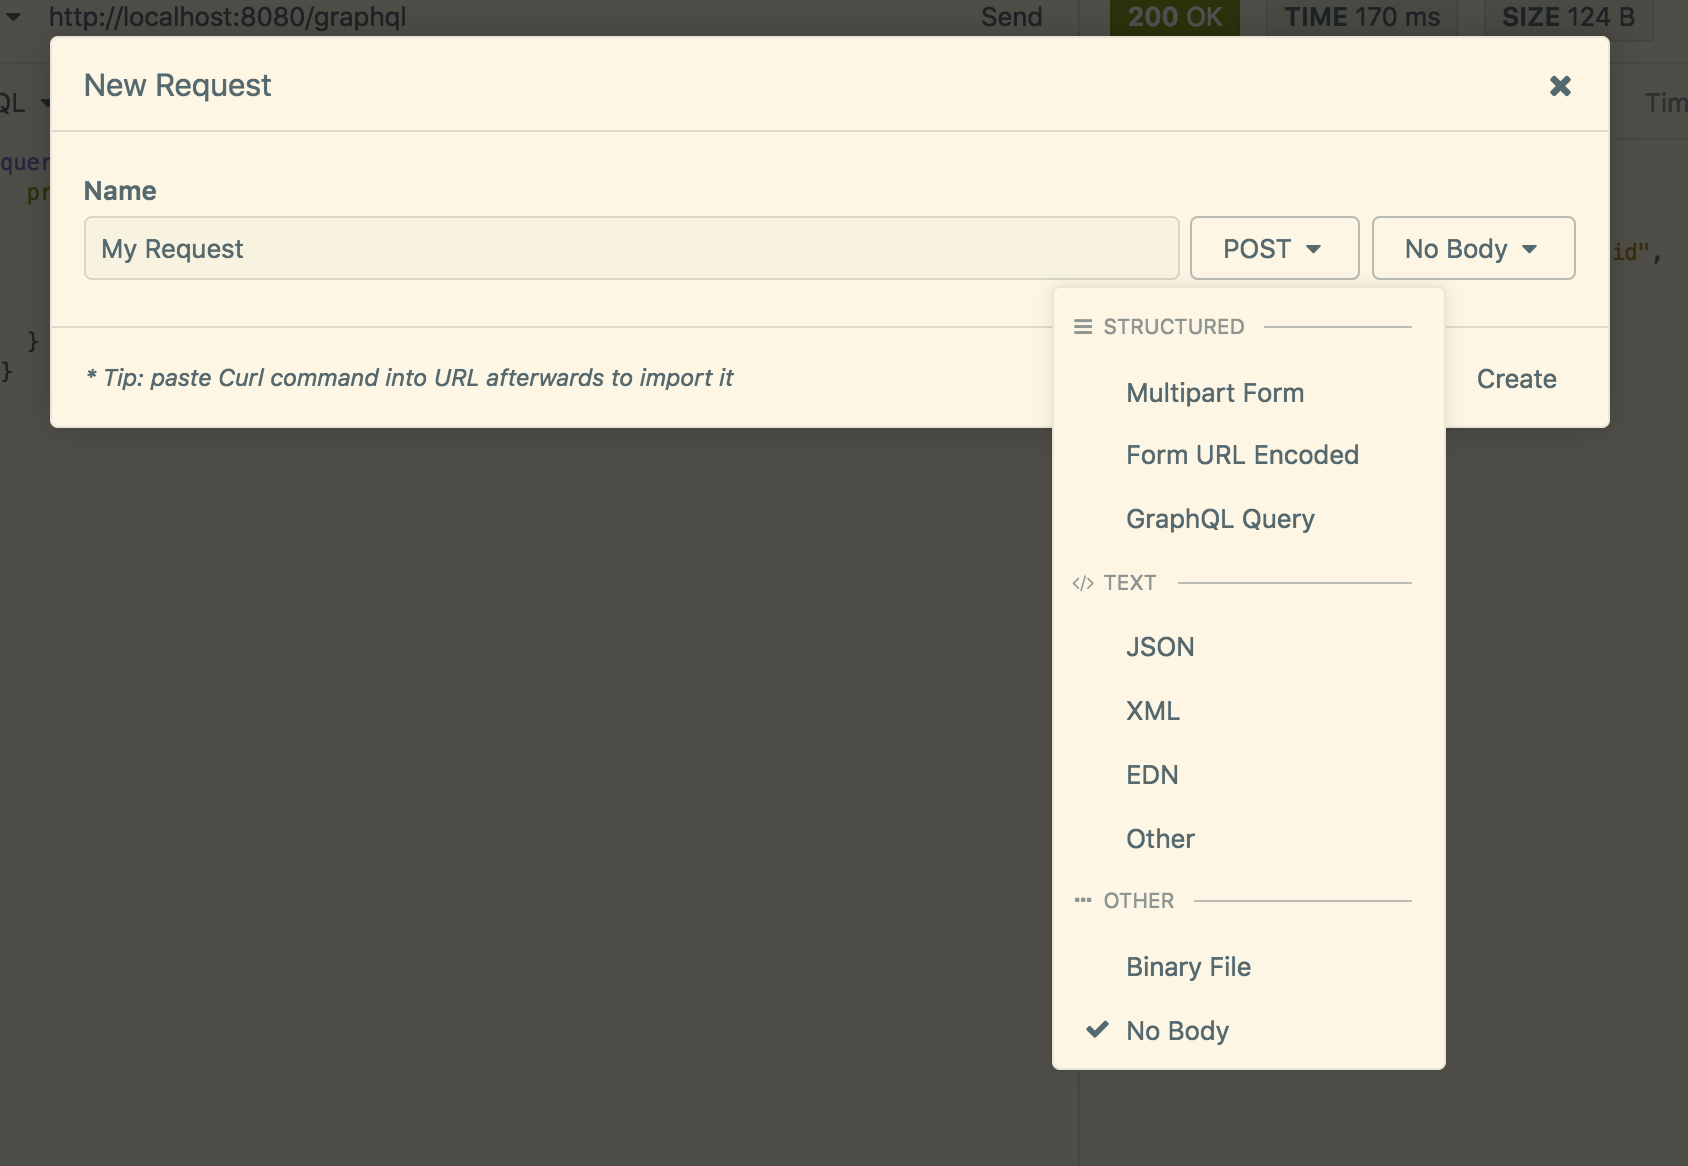 http://localhost:8080/graphql Send 200 OK TIME 170 ms SIZE 124 B
New Request
QL Tim
quer
pr
Name
My Request POST No Body
id",
STRUCTURED
}
}
* Tip: paste Curl command into URL afterwards to import it Create
Multipart Form
Form URL Encoded
GraphQL Query
</> TEXT
JSON
XML
EDN
Other
OTHER
Binary File
No Body